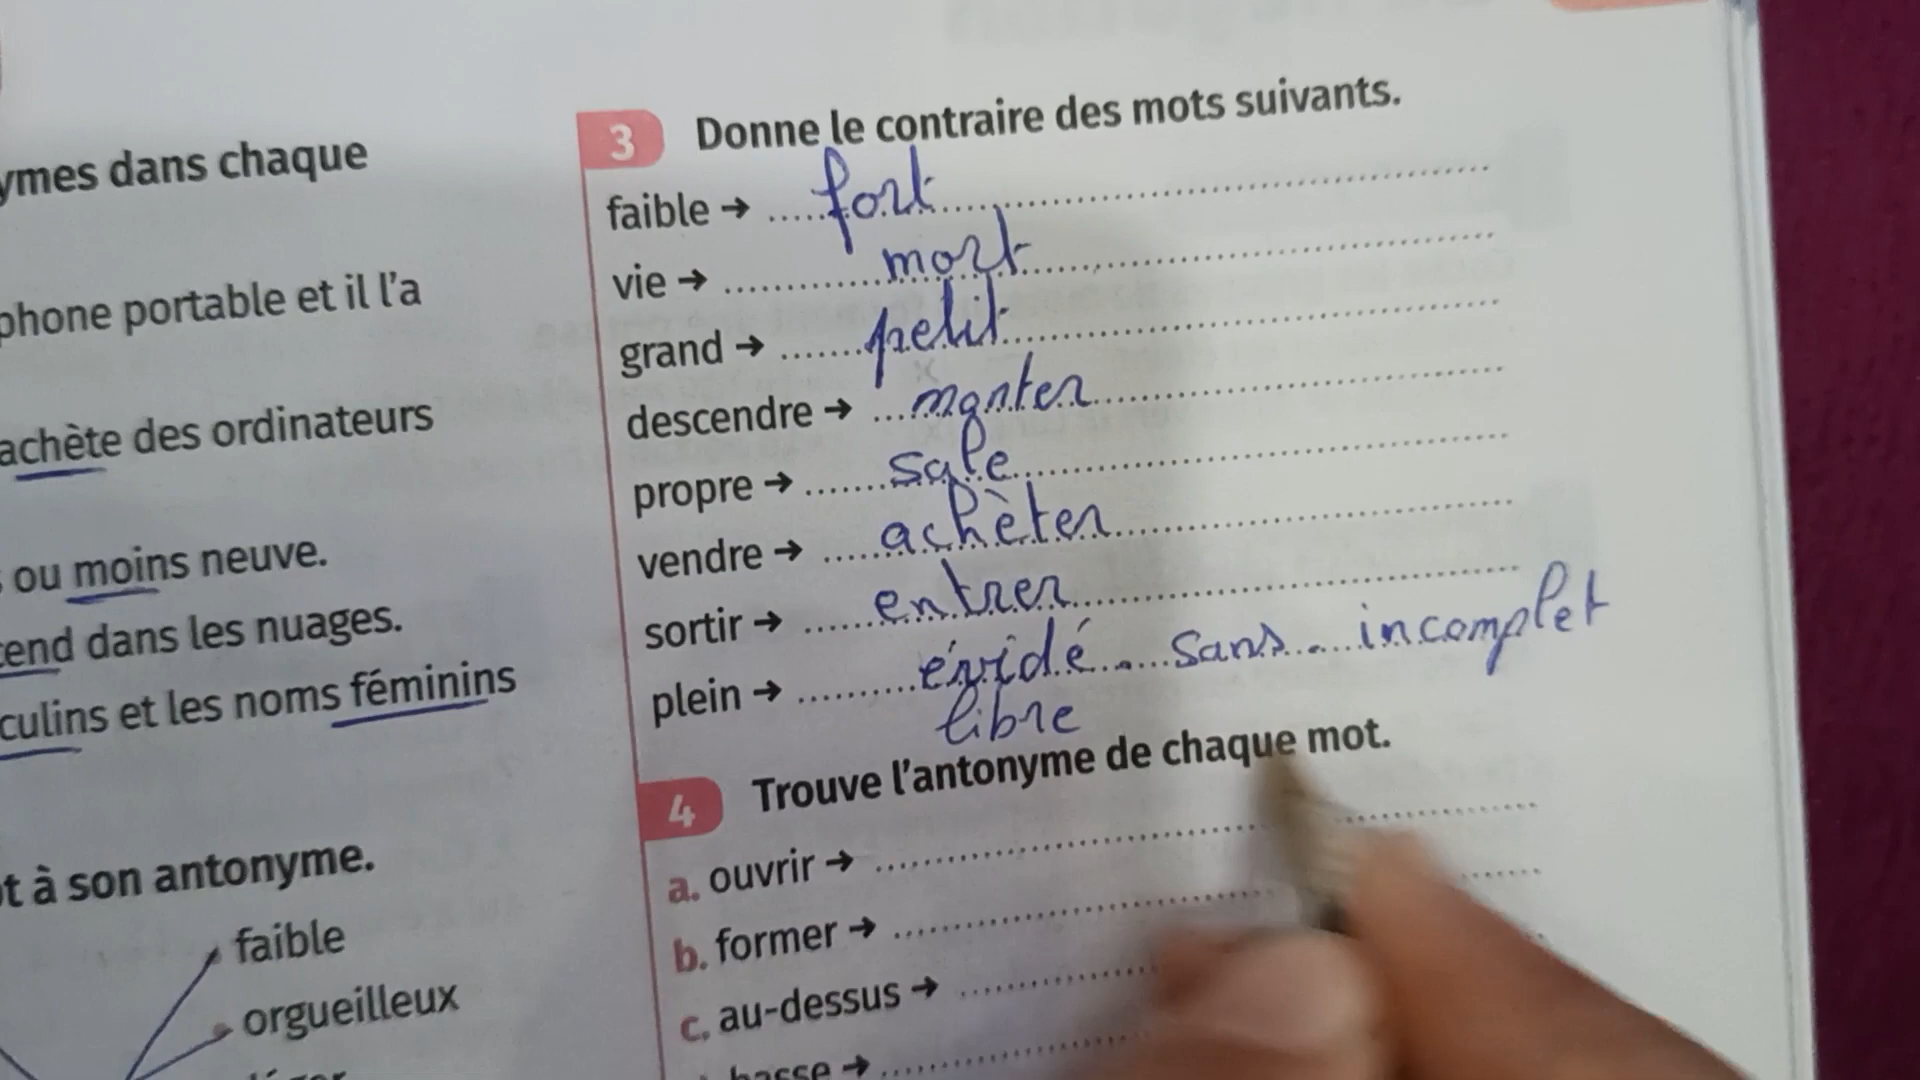 ymes dans chaque
phone portable et il l'a
achète des ordinateurs
ou moins neuve.
cend dans les nuages.
culins et les noms féminins
t à son antonyme.
faible
orgueilleux
3 Donne le contraire des mots suivants.
faible → fort
vie → mort
grand → petit
descendre → monter
propre → sale
vendre → achèter
sortir → entrer
plein → évidé sans incomplet
libre
4 Trouve l'antonyme de chaque mot.
a. ouvrir →
b. former →
c. au-dessus →
basse →